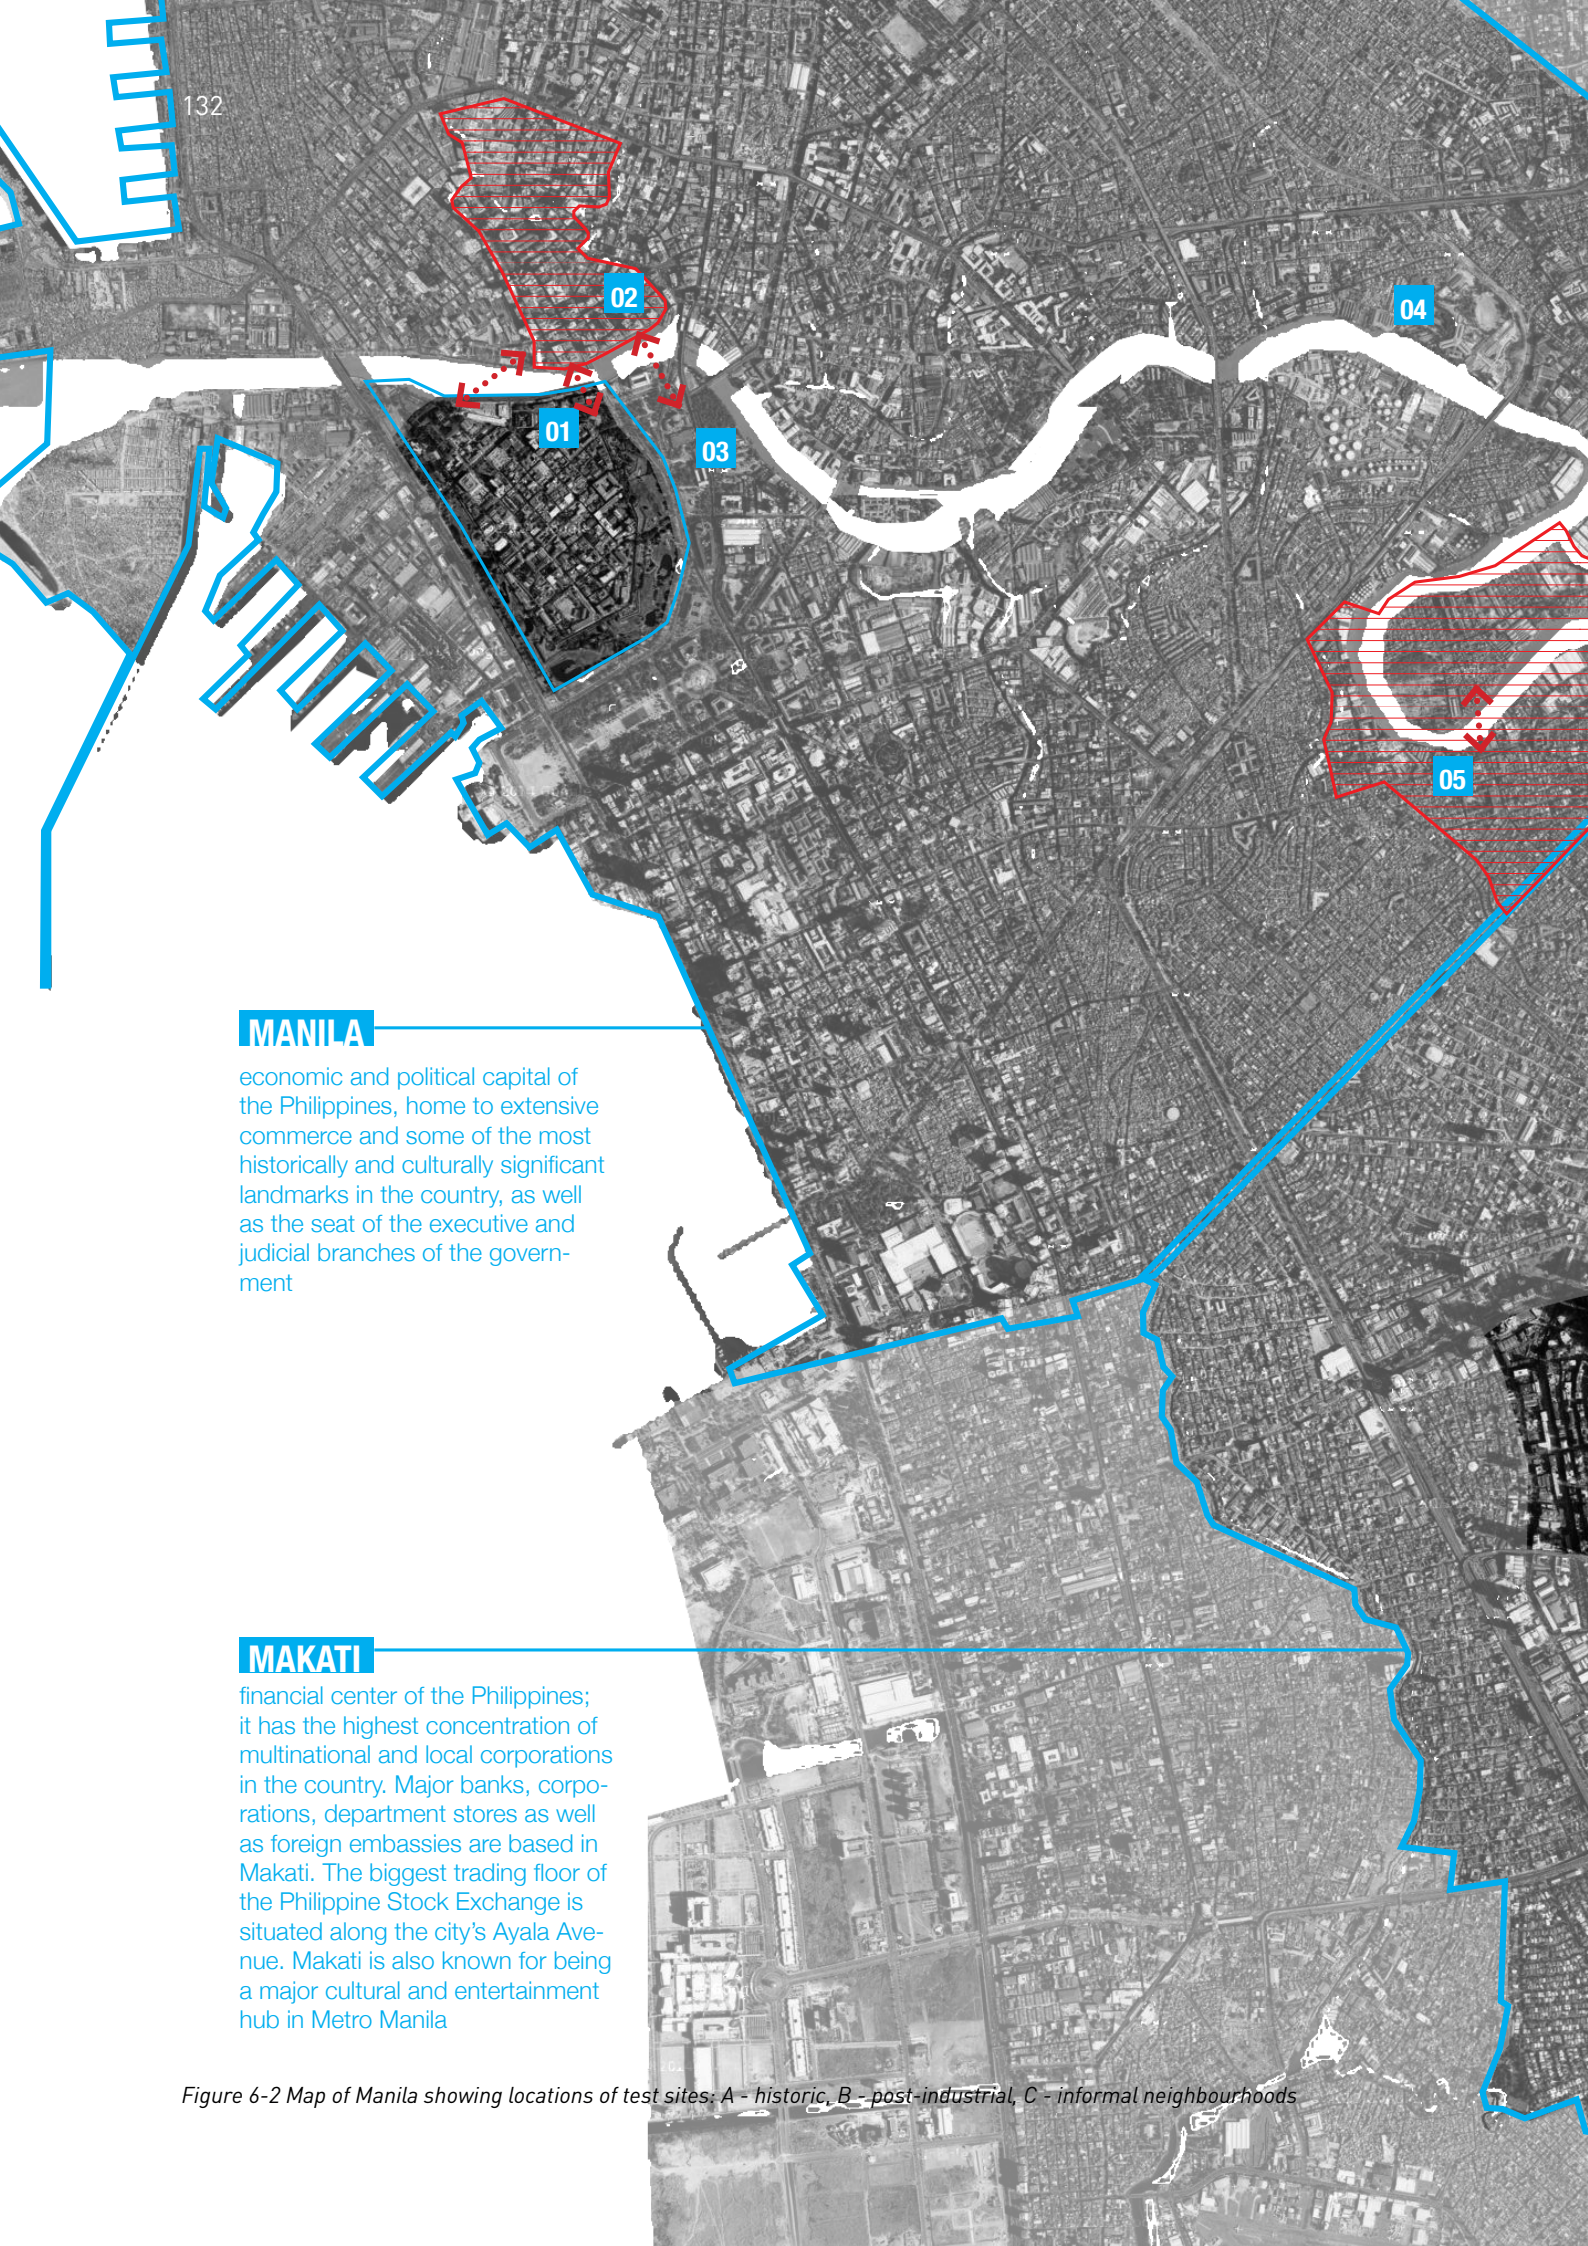 132
02
04
01
03
05
MANILA
economic and political capital of
the Philippines, home to extensive
commerce and some of the most
historically and culturally significant
landmarks in the country, as well
as the seat of the executive and
judicial branches of the govern-
ment
MAKATI
financial center of the Philippines;
it has the highest concentration of
multinational and local corporations
in the country. Major banks, corpo-
rations, department stores as well
as foreign embassies are based in
Makati. The biggest trading floor of
the Philippine Stock Exchange is
situated along the city's Ayala Ave-
nue. Makati is also known for being
a major cultural and entertainment
hub in Metro Manila
Figure 6-2 Map of Manila showing locations of test sites: A - historic, B - post-industrial, C - informal neighbourhoods